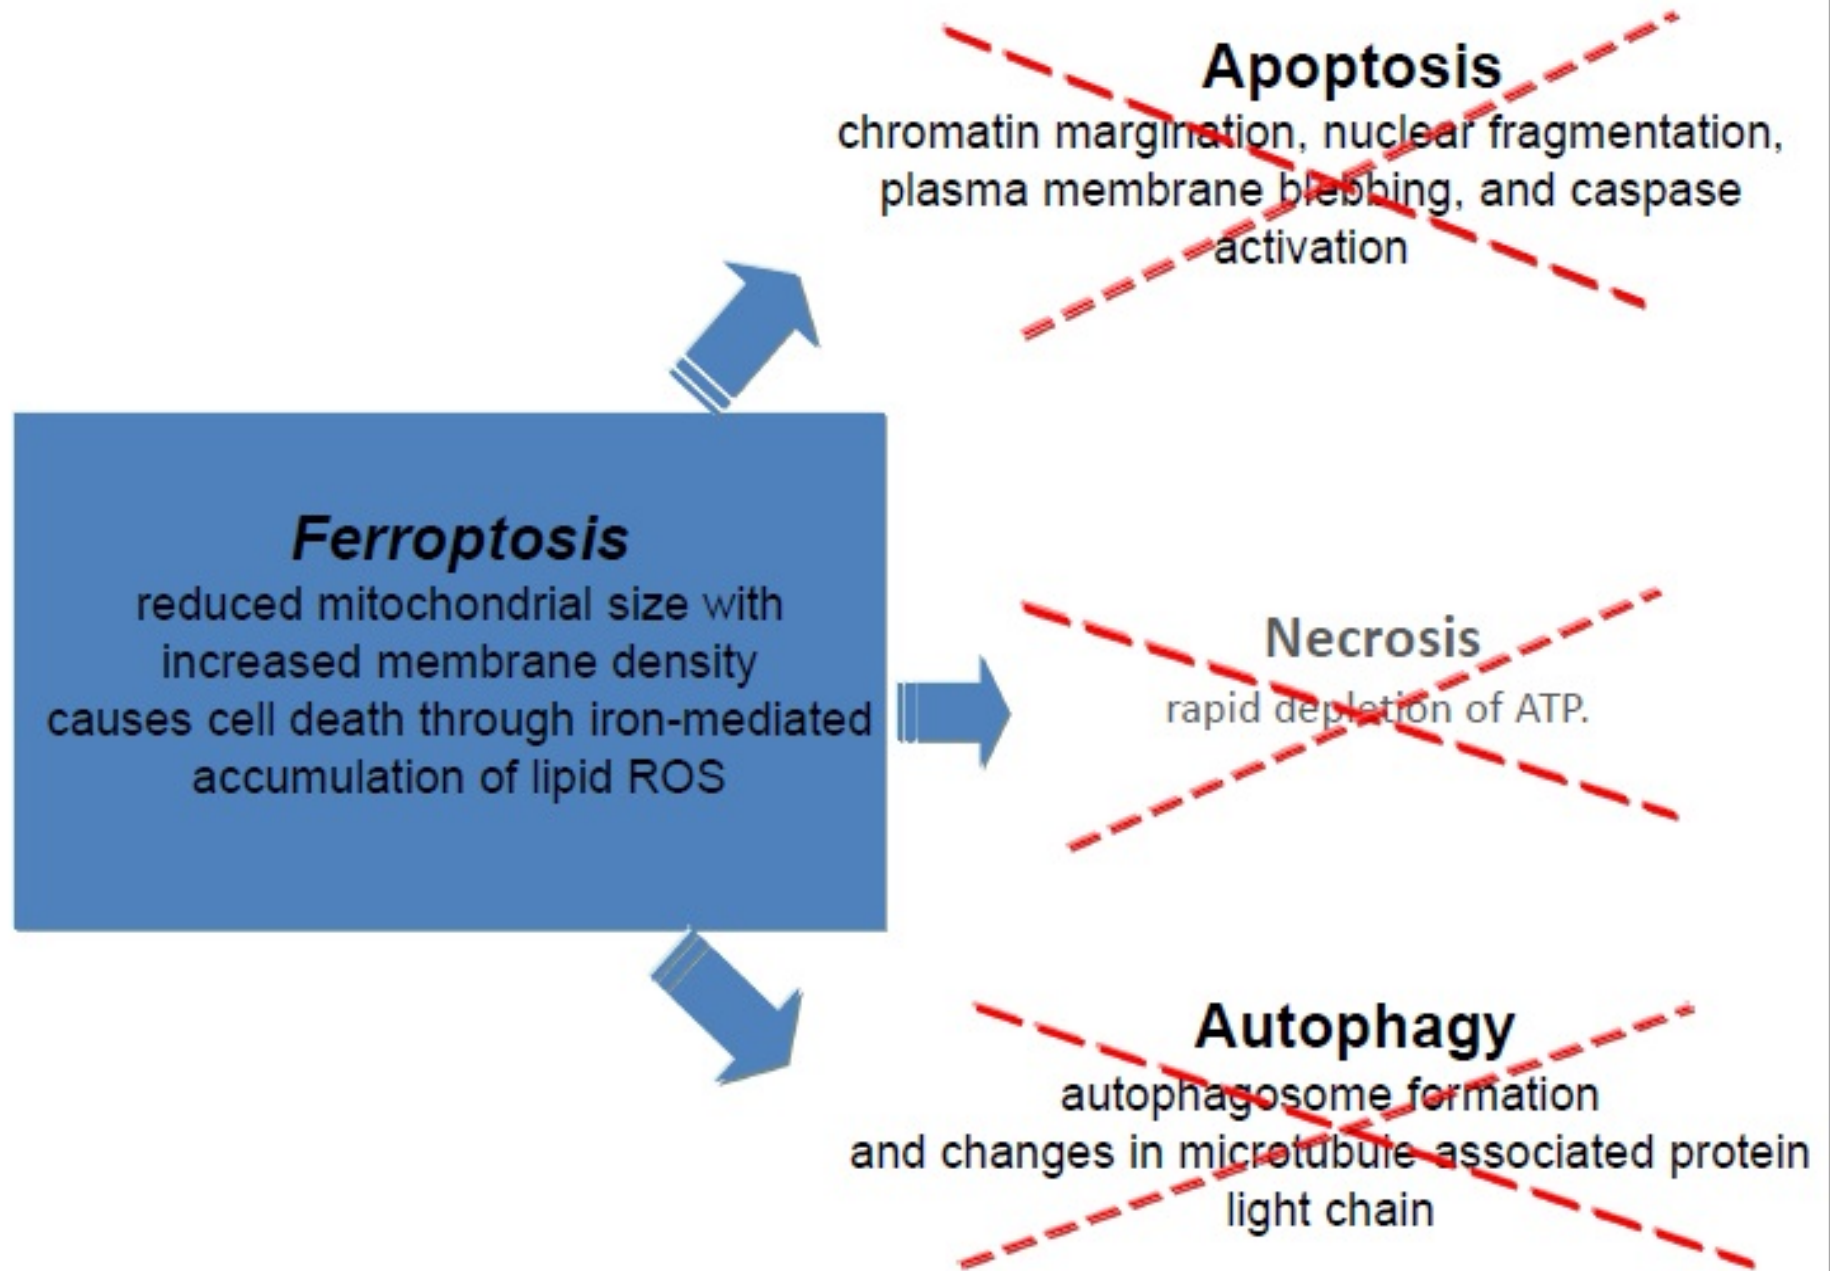 Apoptosis
chromatin margination, nuclear fragmentation,
plasma membrane blebbing, and caspase
activation
Ferroptosis
reduced mitochondrial size with
increased membrane density
causes cell death through iron-mediated
accumulation of lipid ROS
Necrosis
rapid depletion of ATP.
Autophagy
autophagosome formation
and changes in microtubule-associated protein
light chain